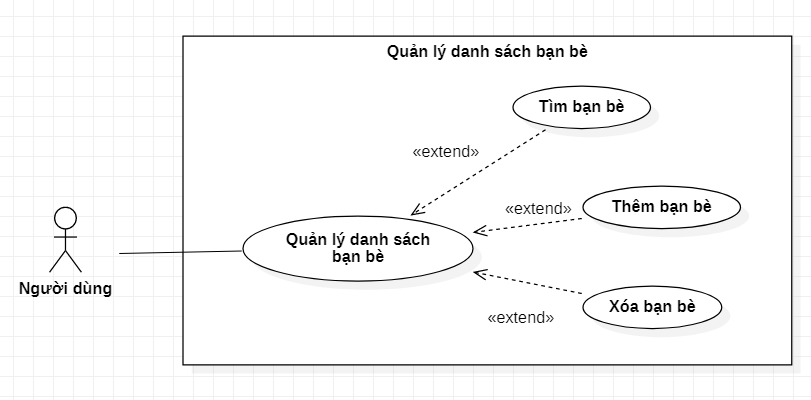 Quản lý danh sách bạn bè
Tìm bạn bè
«extend»
«extend»
Thêm bạn bè
Quản lý danh sách
bạn bè
Người dùng
Xóa bạn bè
«extend»